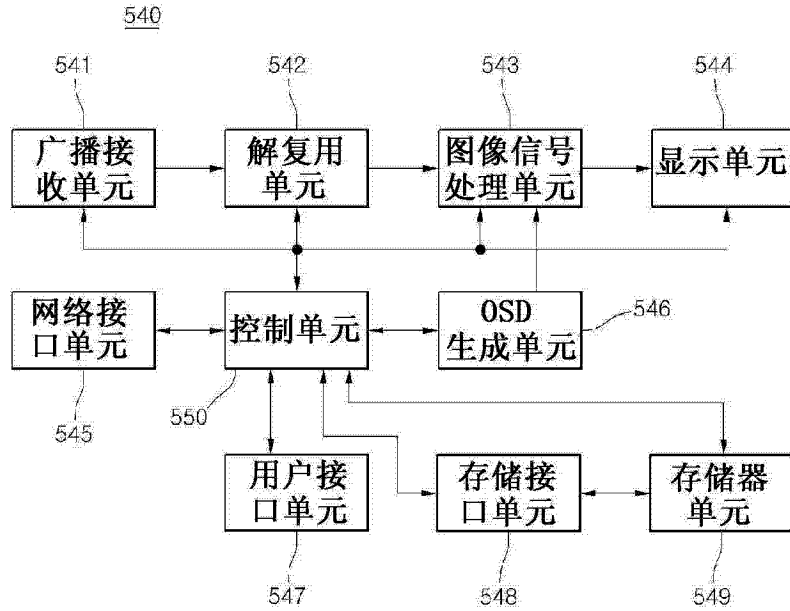 540
541
542
543
544
广播接
收单元
解复用
单元
图像信号
处理单元
显示单元
网络接
口单元
控制单元
OSD
生成单元
546
545
550
用户接
口单元
存储接
口单元
存储器
单元
547
548
549